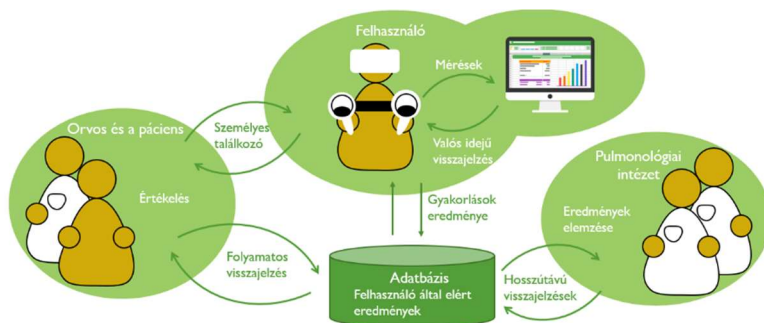 Felhasználó
Mérések
Orvos és a páciens
Személyes
találkozó
Valós idejű
visszajelzés
Pulmonológiai
intézet
Értékelés
Gyakorlások
eredménye
Eredmények
elemzése
Folyamatos
visszajelzés
Adatbázis
Felhasználó által elért
eredmények
Hosszútávú
visszajelzések